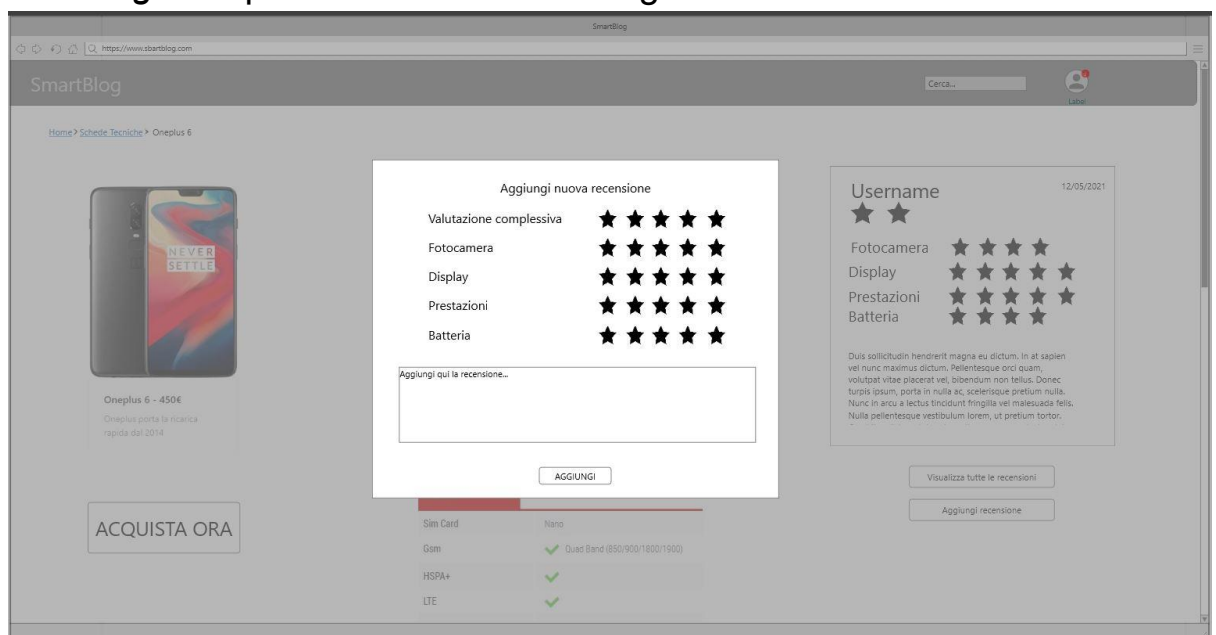 SmartBlog
https://www.sbartblog.com
SmartBlog
Cerca...
Label
Home > Schede Tecniche > Oneplus 6
NEVER
SETTLE
Oneplus 6 - 450€
Oneplus porta la ricarica
rapida dal 2014
ACQUISTA ORA
Aggiungi nuova recensione
Valutazione complessiva
Fotocamera
Display
Prestazioni
Batteria
Aggiungi qui la recensione...
AGGIUNGI
Sim Card Nano
Gsm Quad Band (850/900/1800/1900)
HSPA+
LTE
Username 12/05/2021
Fotocamera
Display
Prestazioni
Batteria
Duis sollicitudin hendrerit magna eu dictum. In at sapien
vel nunc maximus dictum. Pellentesque orci quam,
volutpat vitae placerat vel, bibendum non tellus. Donec
turpis ipsum, porta in nulla ac, scelerisque pretium nulla.
Nunc in arcu a lectus tincidunt fringilla vel malesuada felis.
Nulla pellentesque vestibulum lorem, ut pretium tortor.
Visualizza tutte le recensioni
Aggiungi recensione